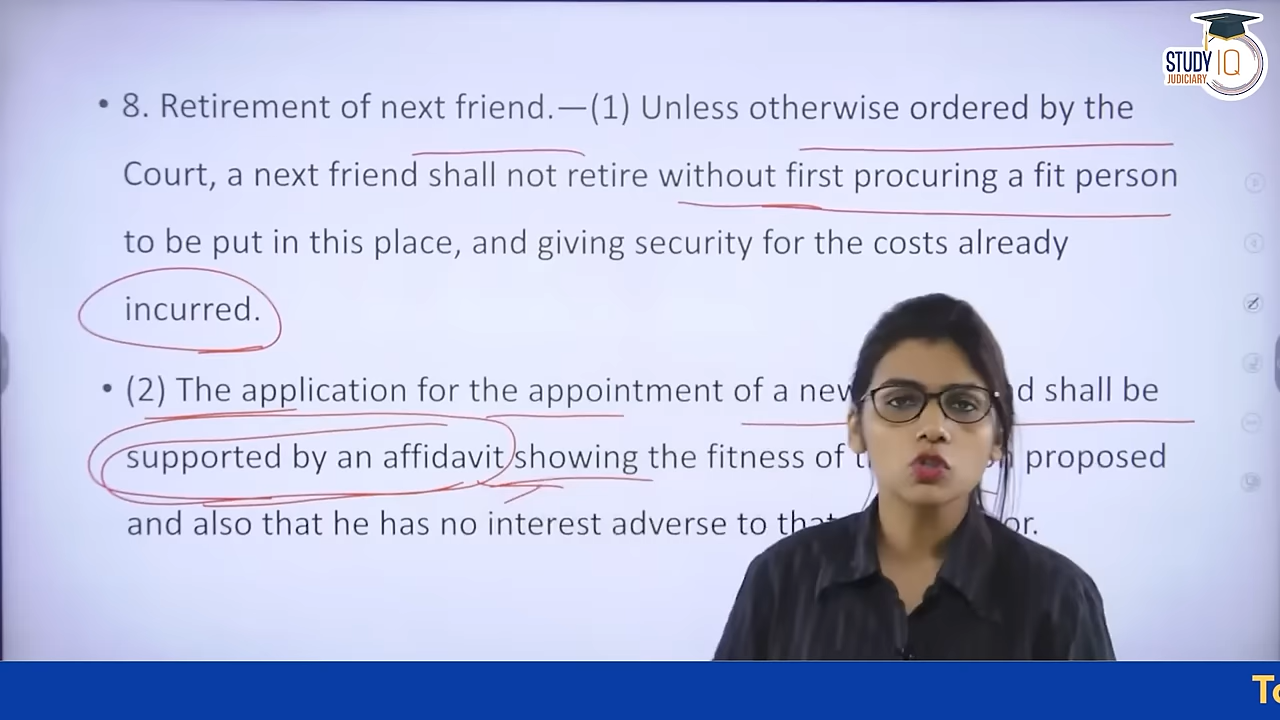 STUDY IQ
JUDICIARY
• 8. Retirement of next friend.—(1) Unless otherwise ordered by the
Court, a next friend shall not retire without first procuring a fit person
to be put in this place, and giving security for the costs already
incurred.
• (2) The application for the appointment of a new d shall be
supported by an affidavit showing the fitness of proposed
and also that he has no interest adverse to that or.